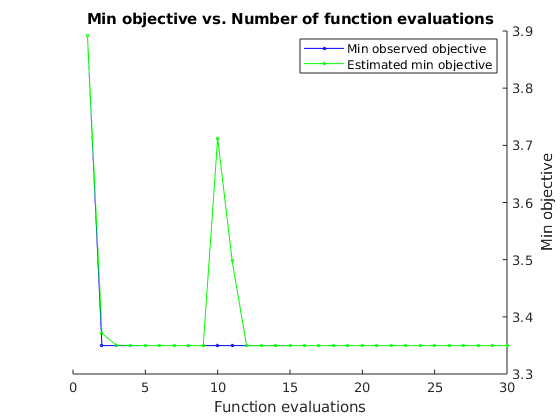 Min objective vs. Number of function evaluations
Min observed objective
Estimated min objective
3.9
3.8
3.7
3.6
3.5
3.4
3.3
Min objective
0 5 10 15 20 25 30
Function evaluations